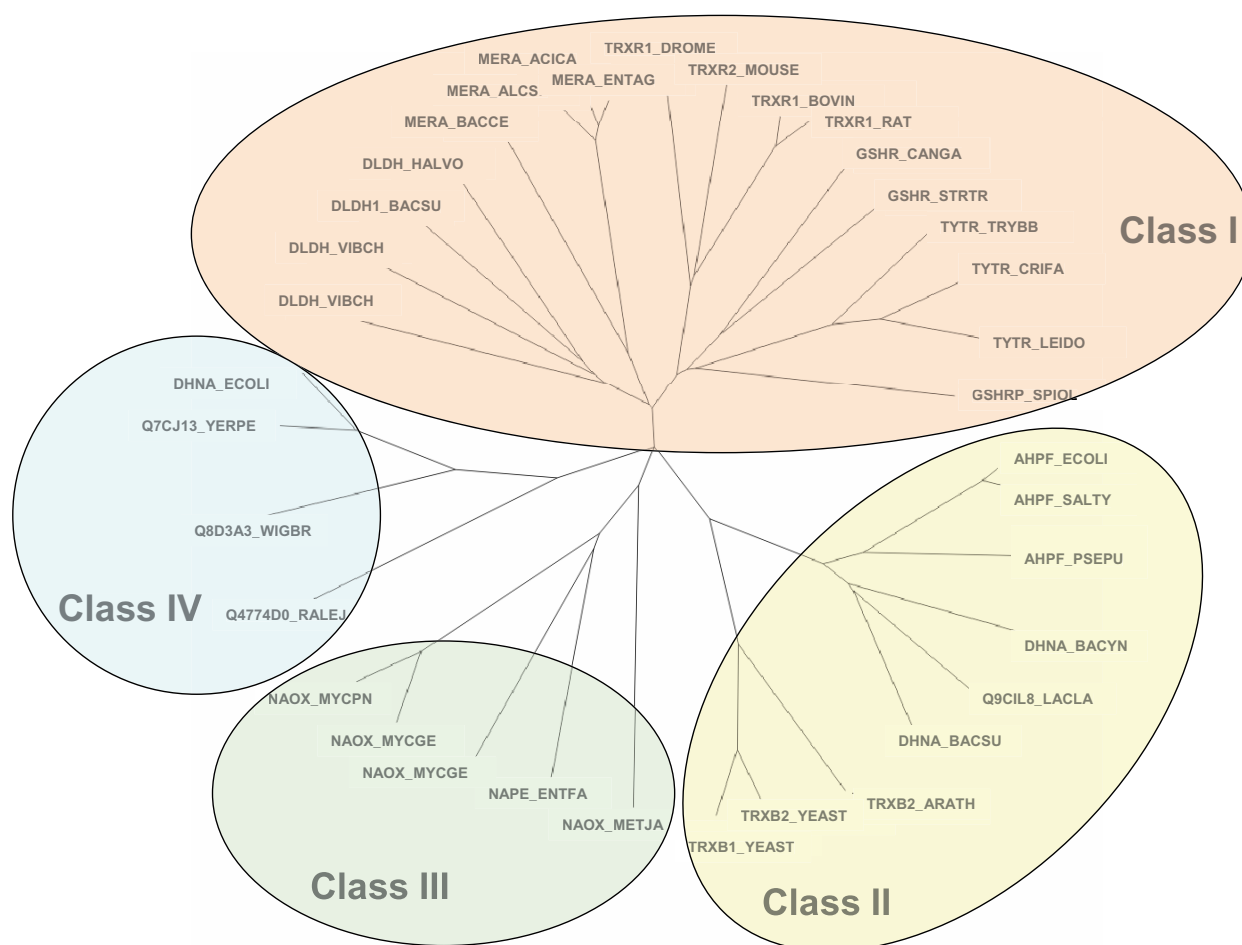 TRXR1_DROME
MERA_ACICA
TRXR2_MOUSE
MERA_ENTAG
MERA_ALCS
TRXR1_BOVIN
MERA_BACCE
TRXR1_RAT
GSHR_CANGA
DLDH_HALVO
GSHR_STRTR
DLDH1_BACSU
TYTR_TRYBB
Class I
DLDH_VIBCH
TYTR_CRIFA
DLDH_VIBCH
TYTR_LEIDO
DHNA_ECOLI
GSHRP_SPIOL
Q7CJ13_YERPE
AHPF_ECOLI
AHPF_SALTY
Q8D3A3_WIGBR
AHPF_PSEPU
Class IV
Q4774D0_RALEJ
DHNA_BACYN
NAOX_MYCPN
Q9CIL8_LACLA
NAOX_MYCGE
DHNA_BACSU
NAOX_MYCGE
NAPE_ENTFA
TRXB2_ARATH
NAOX_METJA
TRXB2_YEAST
TRXB1_YEAST
Class III
Class II